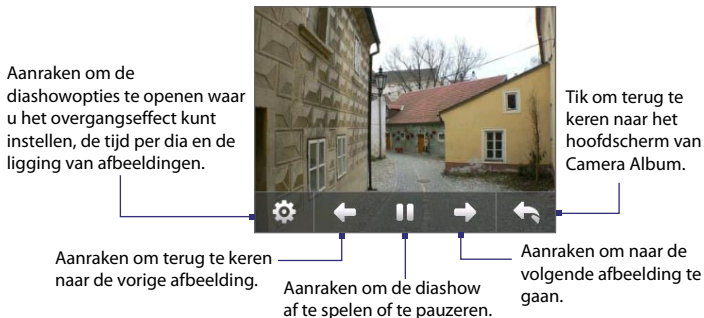 Aanraken om de
diashowopties te openen waar
u het overgangseffect kunt
instellen, de tijd per dia en de
ligging van afbeeldingen.
Tik om terug te
keren naar het
hoofdscherm van
Camera Album.
Aanraken om terug te keren
naar de vorige afbeelding.
Aanraken om de diashow
af te spelen of te pauzeren.
Aanraken om naar de
volgende afbeelding te
gaan.